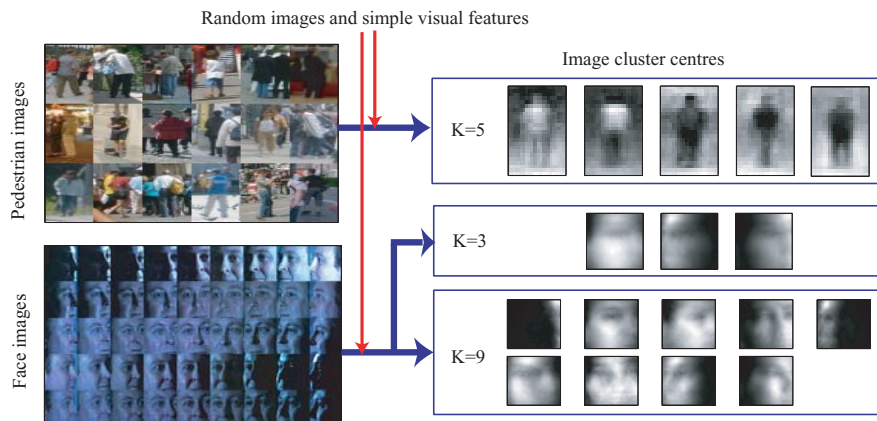 Random images and simple visual features
Image cluster centres
Pedestrian images
K=5
K=3
Face images
K=9